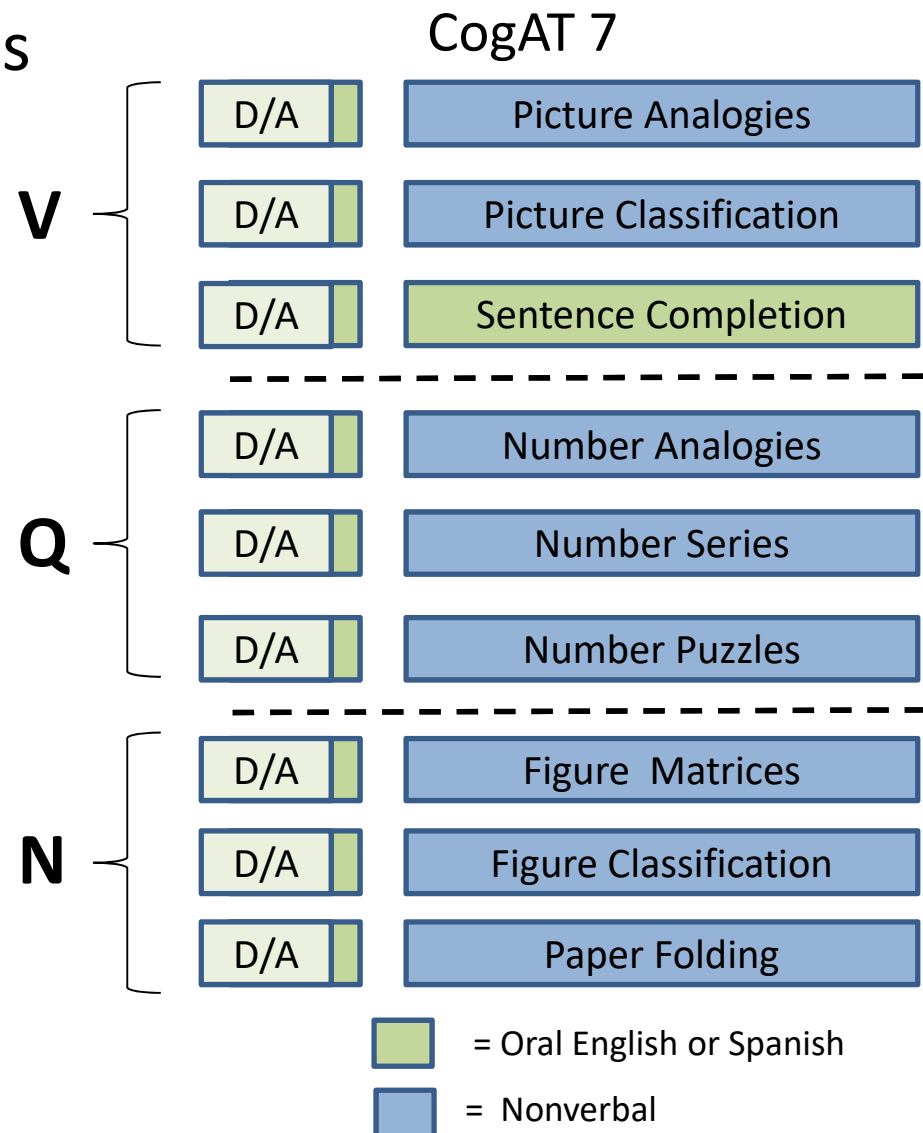 s
CogAT 7
V
D/A Picture Analogies
D/A Picture Classification
D/A Sentence Completion
Q
D/A Number Analogies
D/A Number Series
D/A Number Puzzles
N
D/A Figure Matrices
D/A Figure Classification
D/A Paper Folding
= Oral English or Spanish
= Nonverbal